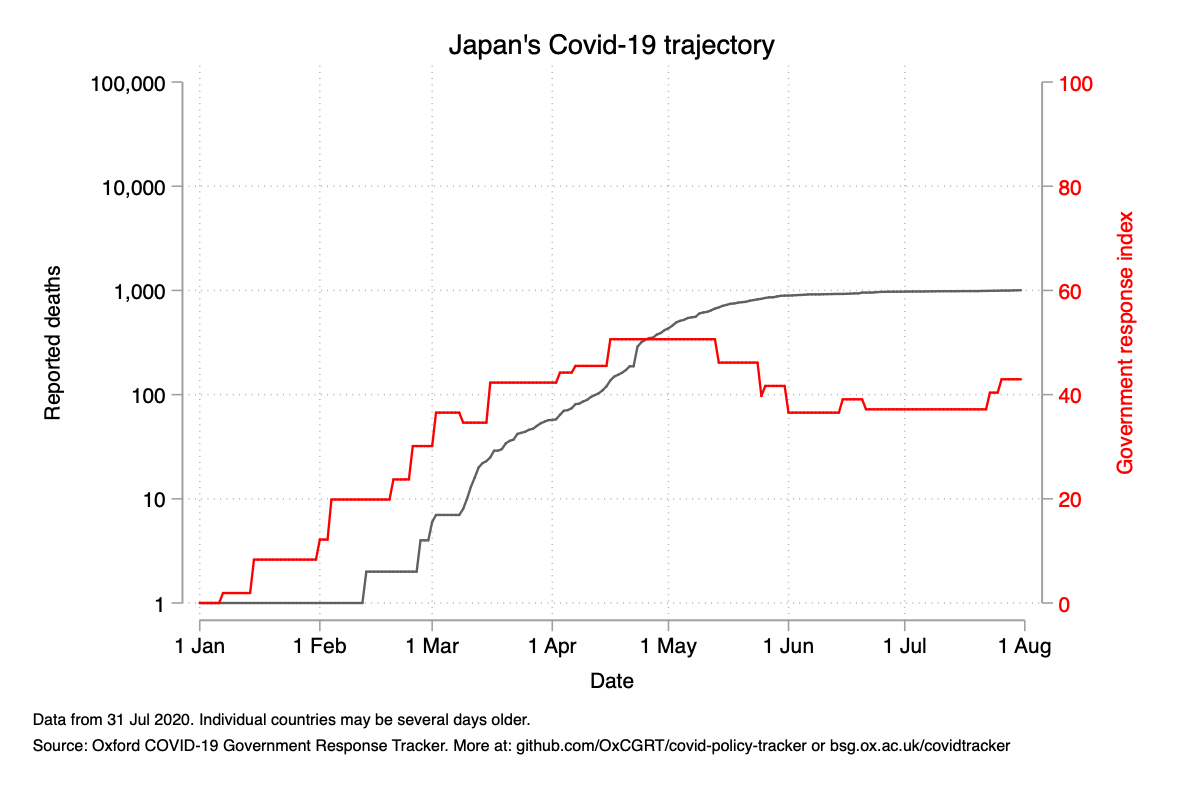 Japan's Covid-19 trajectory
100,000
10,000
1,000
100
10
1
Reported deaths
100
80
60
40
20
0
Government response index
1 Jan 1 Feb 1 Mar 1 Apr 1 May 1 Jun 1 Jul 1 Aug
Date
Data from 31 Jul 2020. Individual countries may be several days older.
Source: Oxford COVID-19 Government Response Tracker. More at: github.com/OxCGRT/covid-policy-tracker or bsg.ox.ac.uk/covidtracker